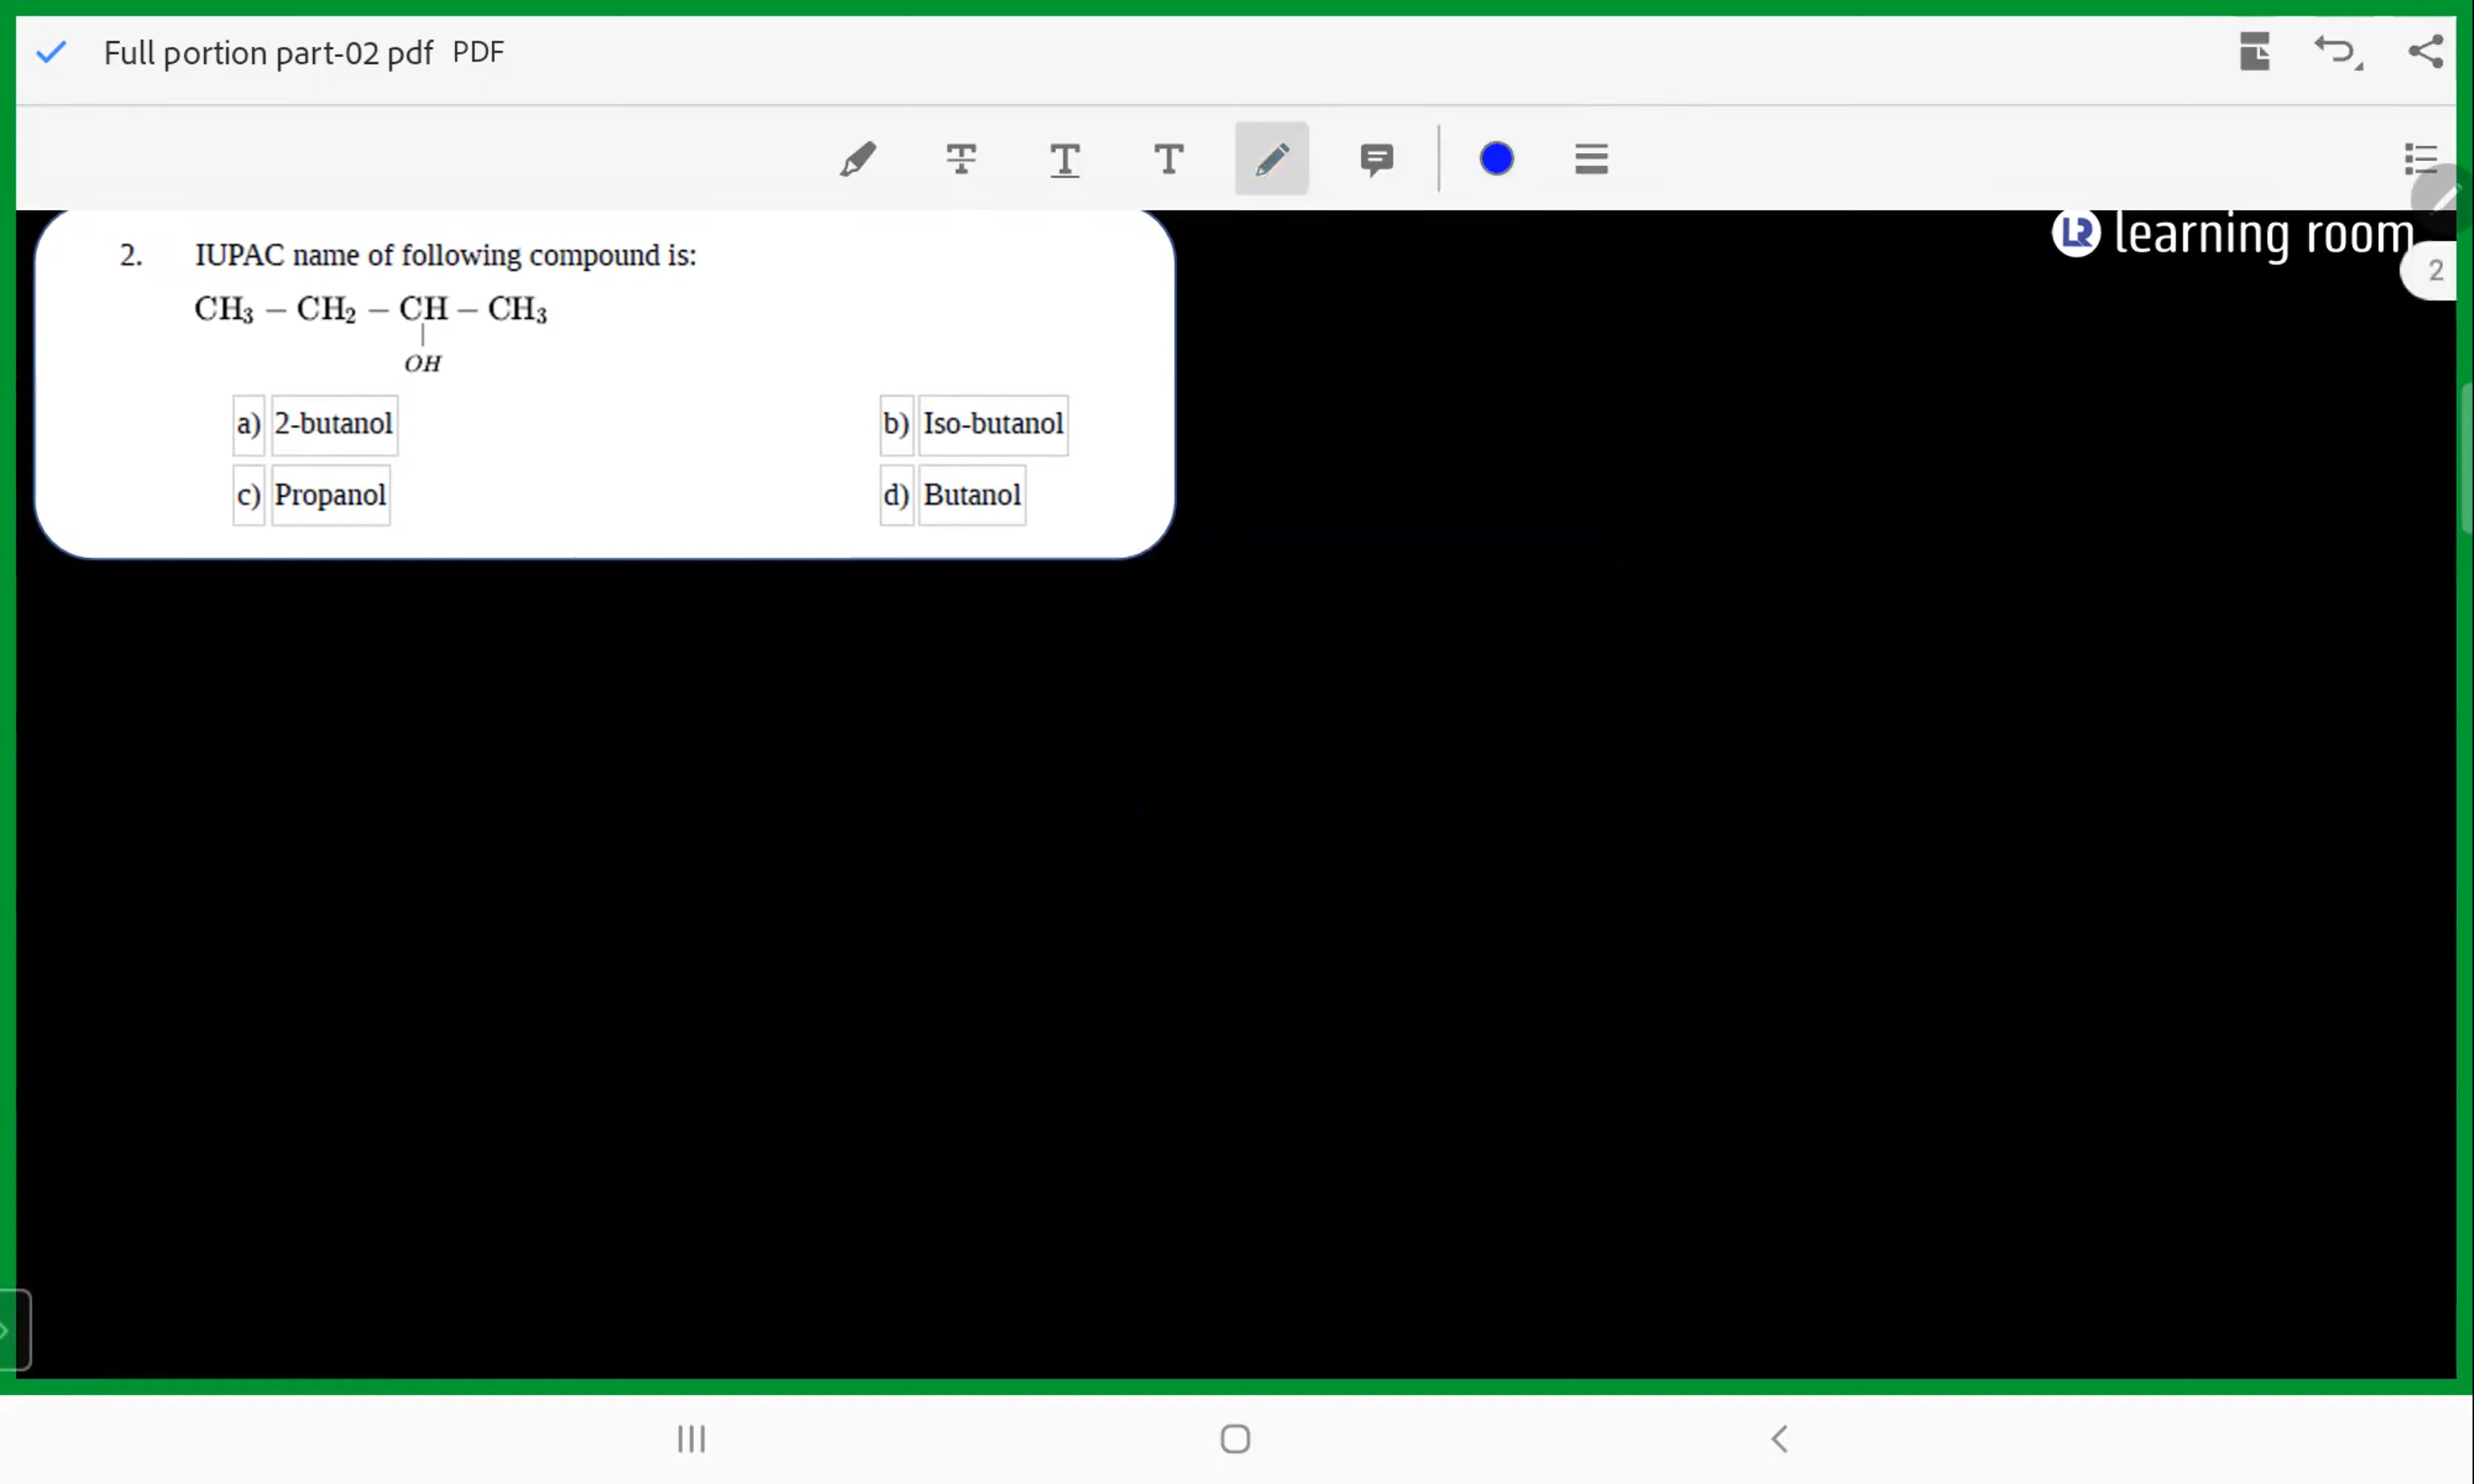 Full portion part-02 pdf PDF
LR learning room
2
2. IUPAC name of following compound is:
CH₃ – CH₂ – CH – CH₃
|
OH
a) 2-butanol b) Iso-butanol
c) Propanol d) Butanol